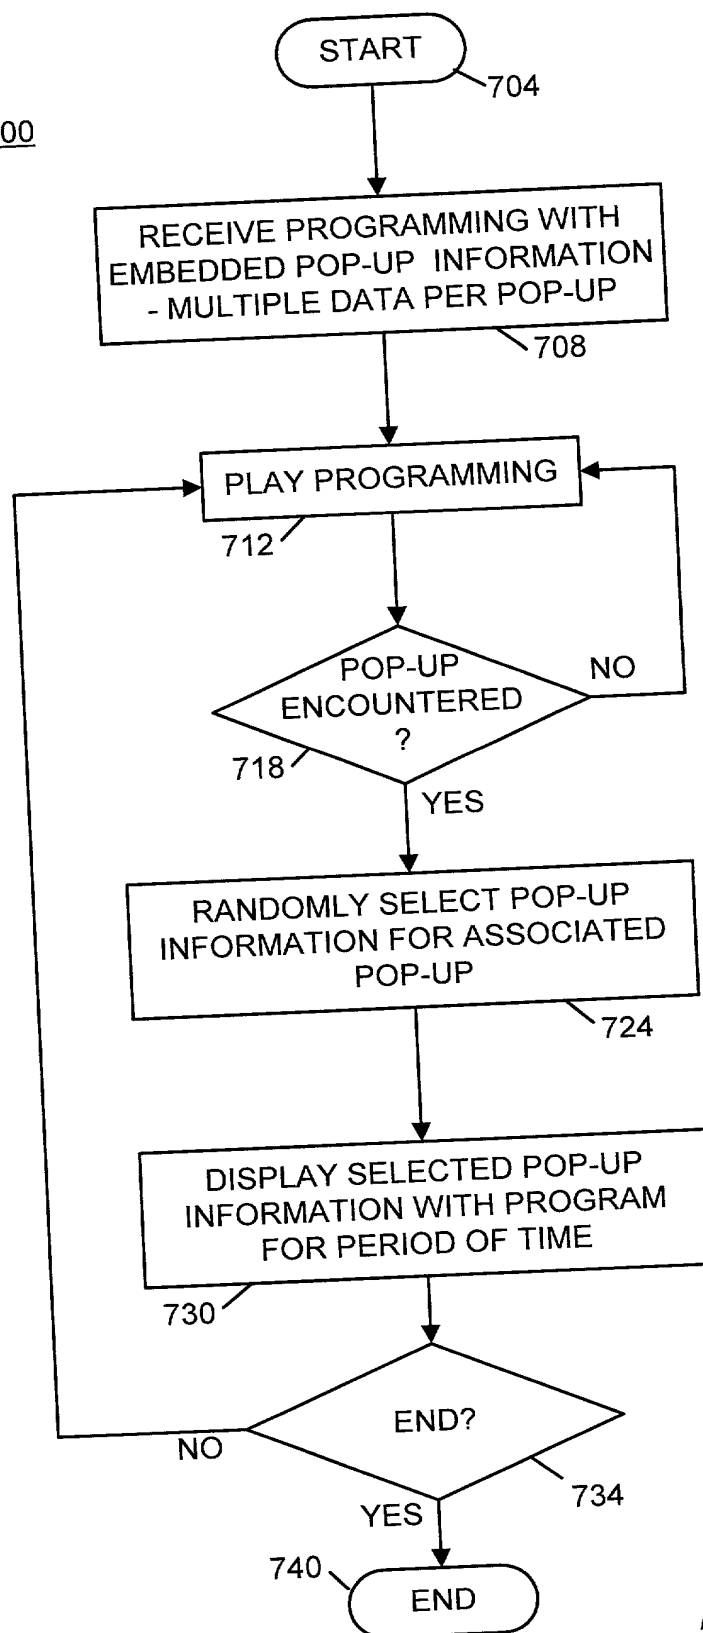 START
704
00
RECEIVE PROGRAMMING WITH
EMBEDDED POP-UP INFORMATION
- MULTIPLE DATA PER POP-UP
708
PLAY PROGRAMMING
712
POP-UP
ENCOUNTERED
?
NO
718
YES
RANDOMLY SELECT POP-UP
INFORMATION FOR ASSOCIATED
POP-UP
724
DISPLAY SELECTED POP-UP
INFORMATION WITH PROGRAM
FOR PERIOD OF TIME
730
END?
NO
734
YES
740
END